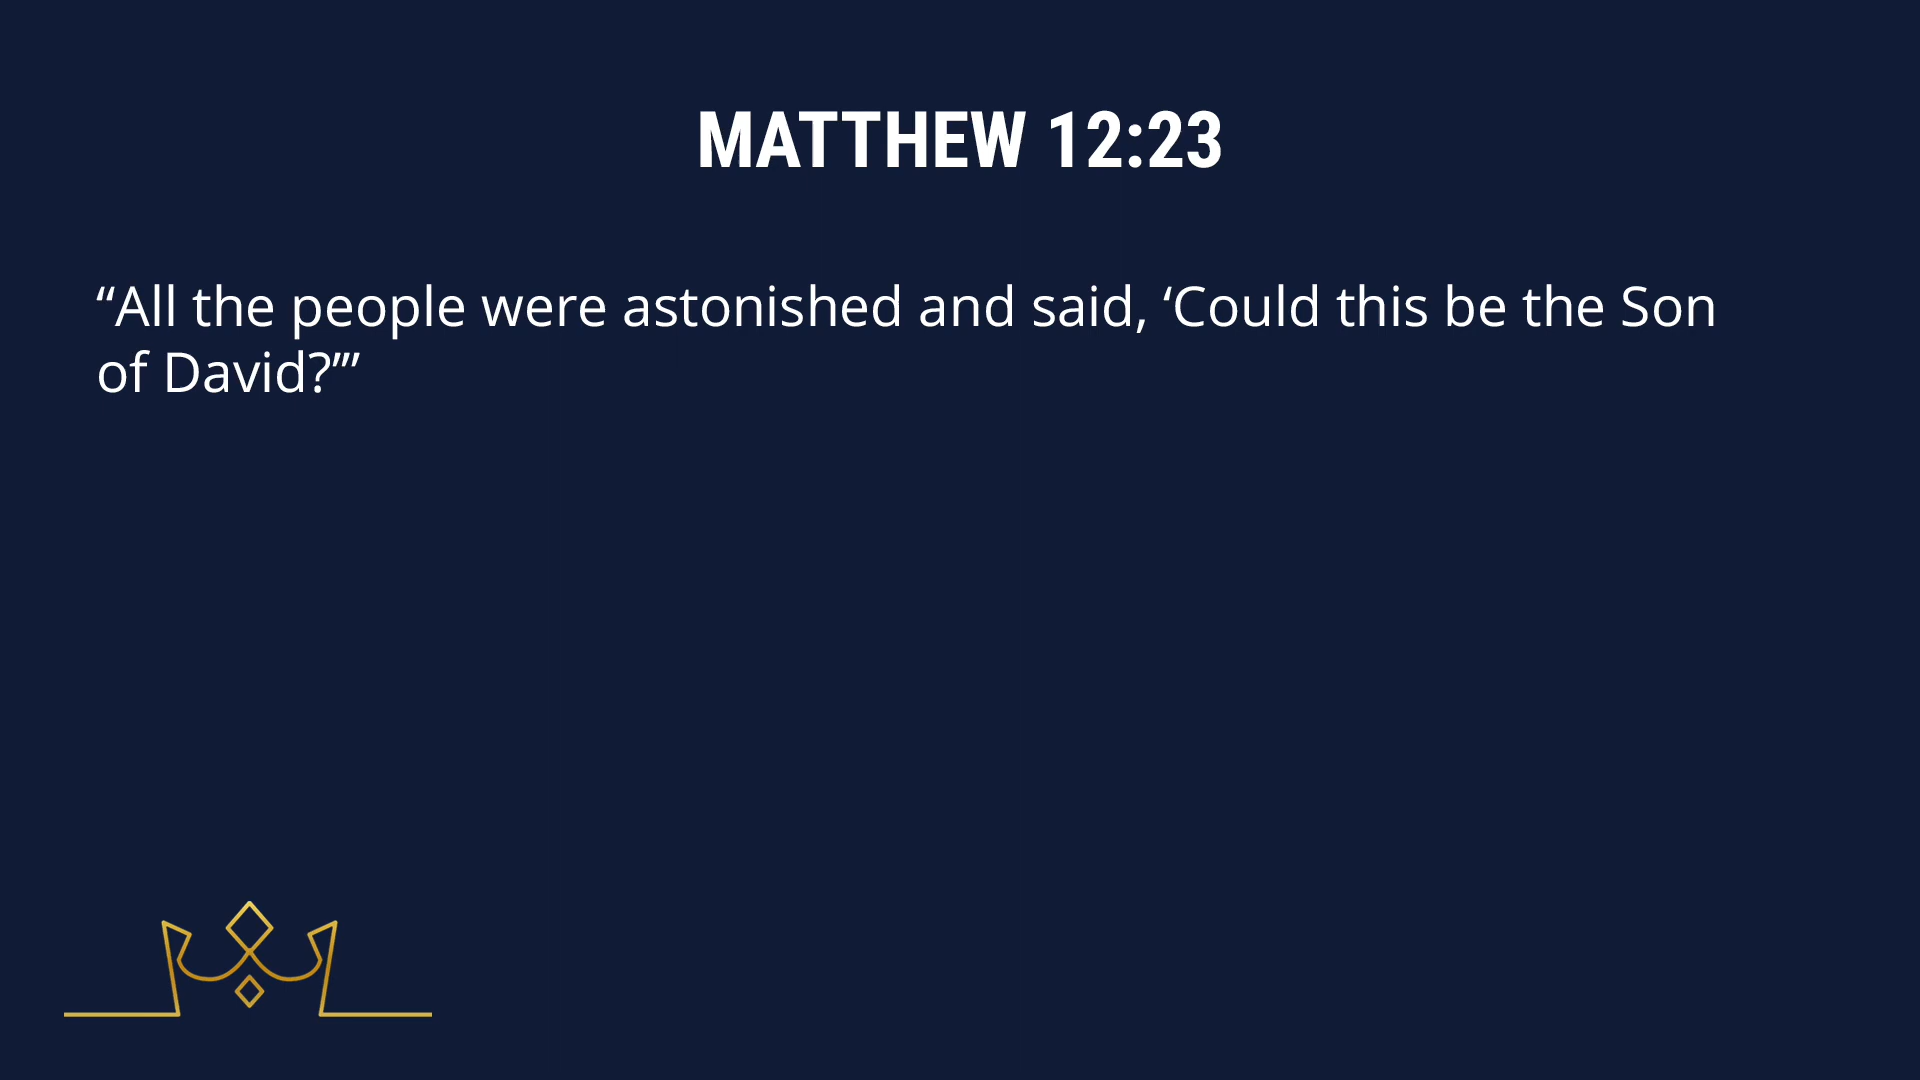 MATTHEW 12:23
“All the people were astonished and said, ‘Could this be the Son
of David?’”